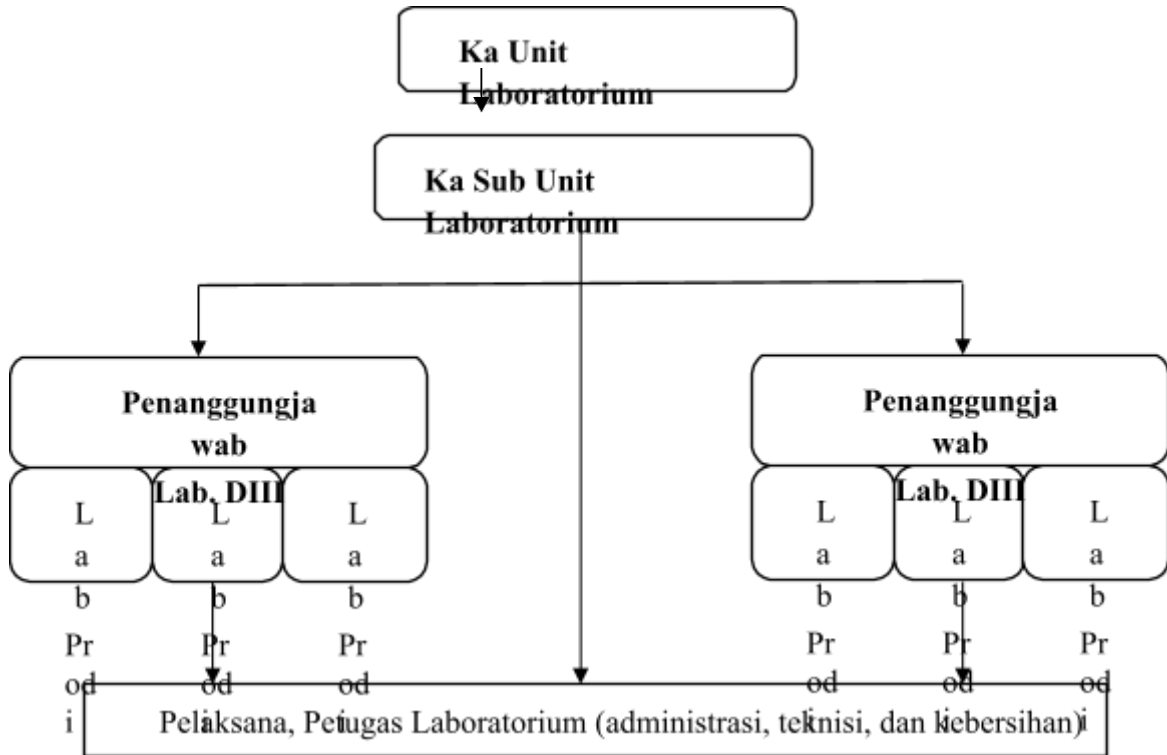 Ka Unit
Laboratorium
Ka Sub Unit
Laboratorium
Penanggungja
wab
Lab. DIII
Penanggungja
wab
Lab. DIII
L
a
b
Pr
od
i
L
a
b
Pr
od
i
L
a
b
Pr
od
i
L
a
b
Pr
od
i
L
a
b
Pr
od
i
L
a
b
Pr
od
i
Pelaksana, Petugas Laboratorium (administrasi, teknisi, dan kebersihan)